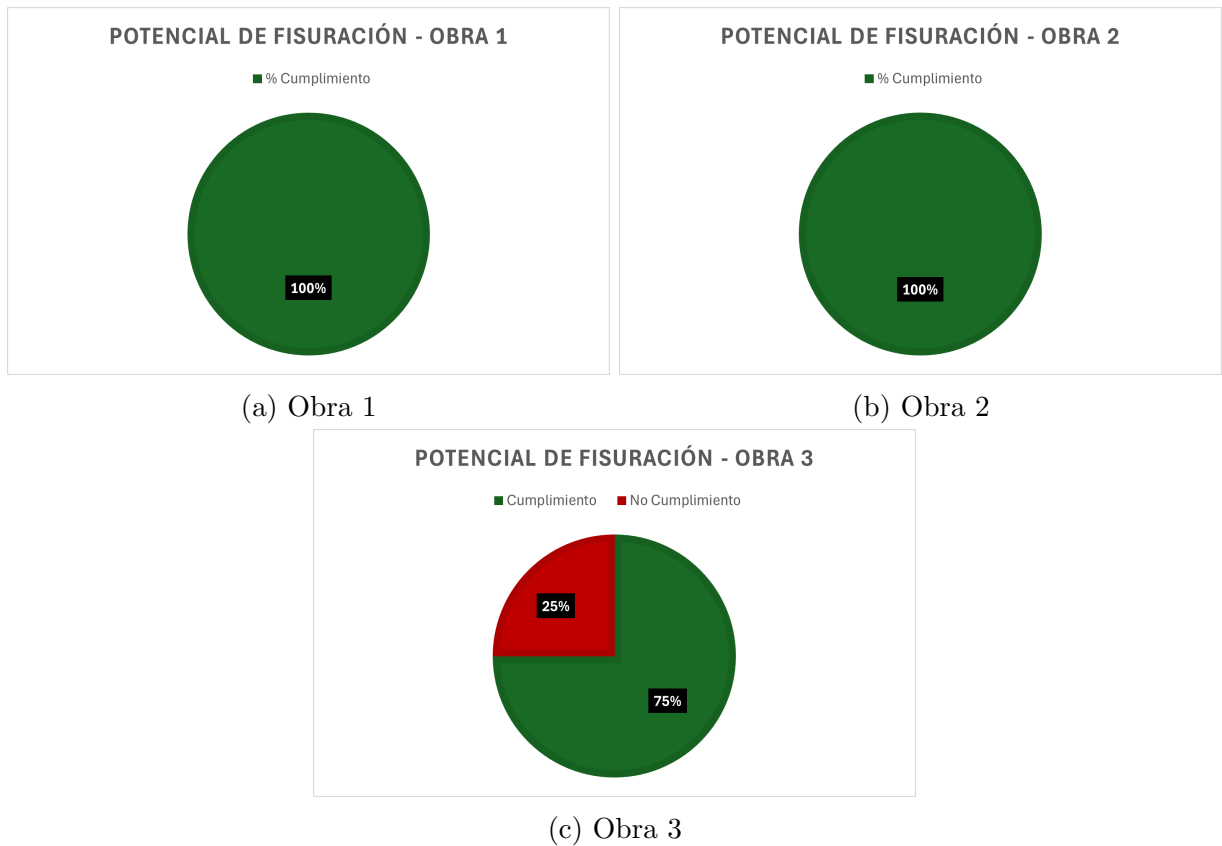 POTENCIAL DE FISURACIÓN - OBRA 1
% Cumplimiento
100%
(a) Obra 1
POTENCIAL DE FISURACIÓN - OBRA 2
% Cumplimiento
100%
(b) Obra 2
POTENCIAL DE FISURACIÓN - OBRA 3
Cumplimiento No Cumplimiento
25%
75%
(c) Obra 3